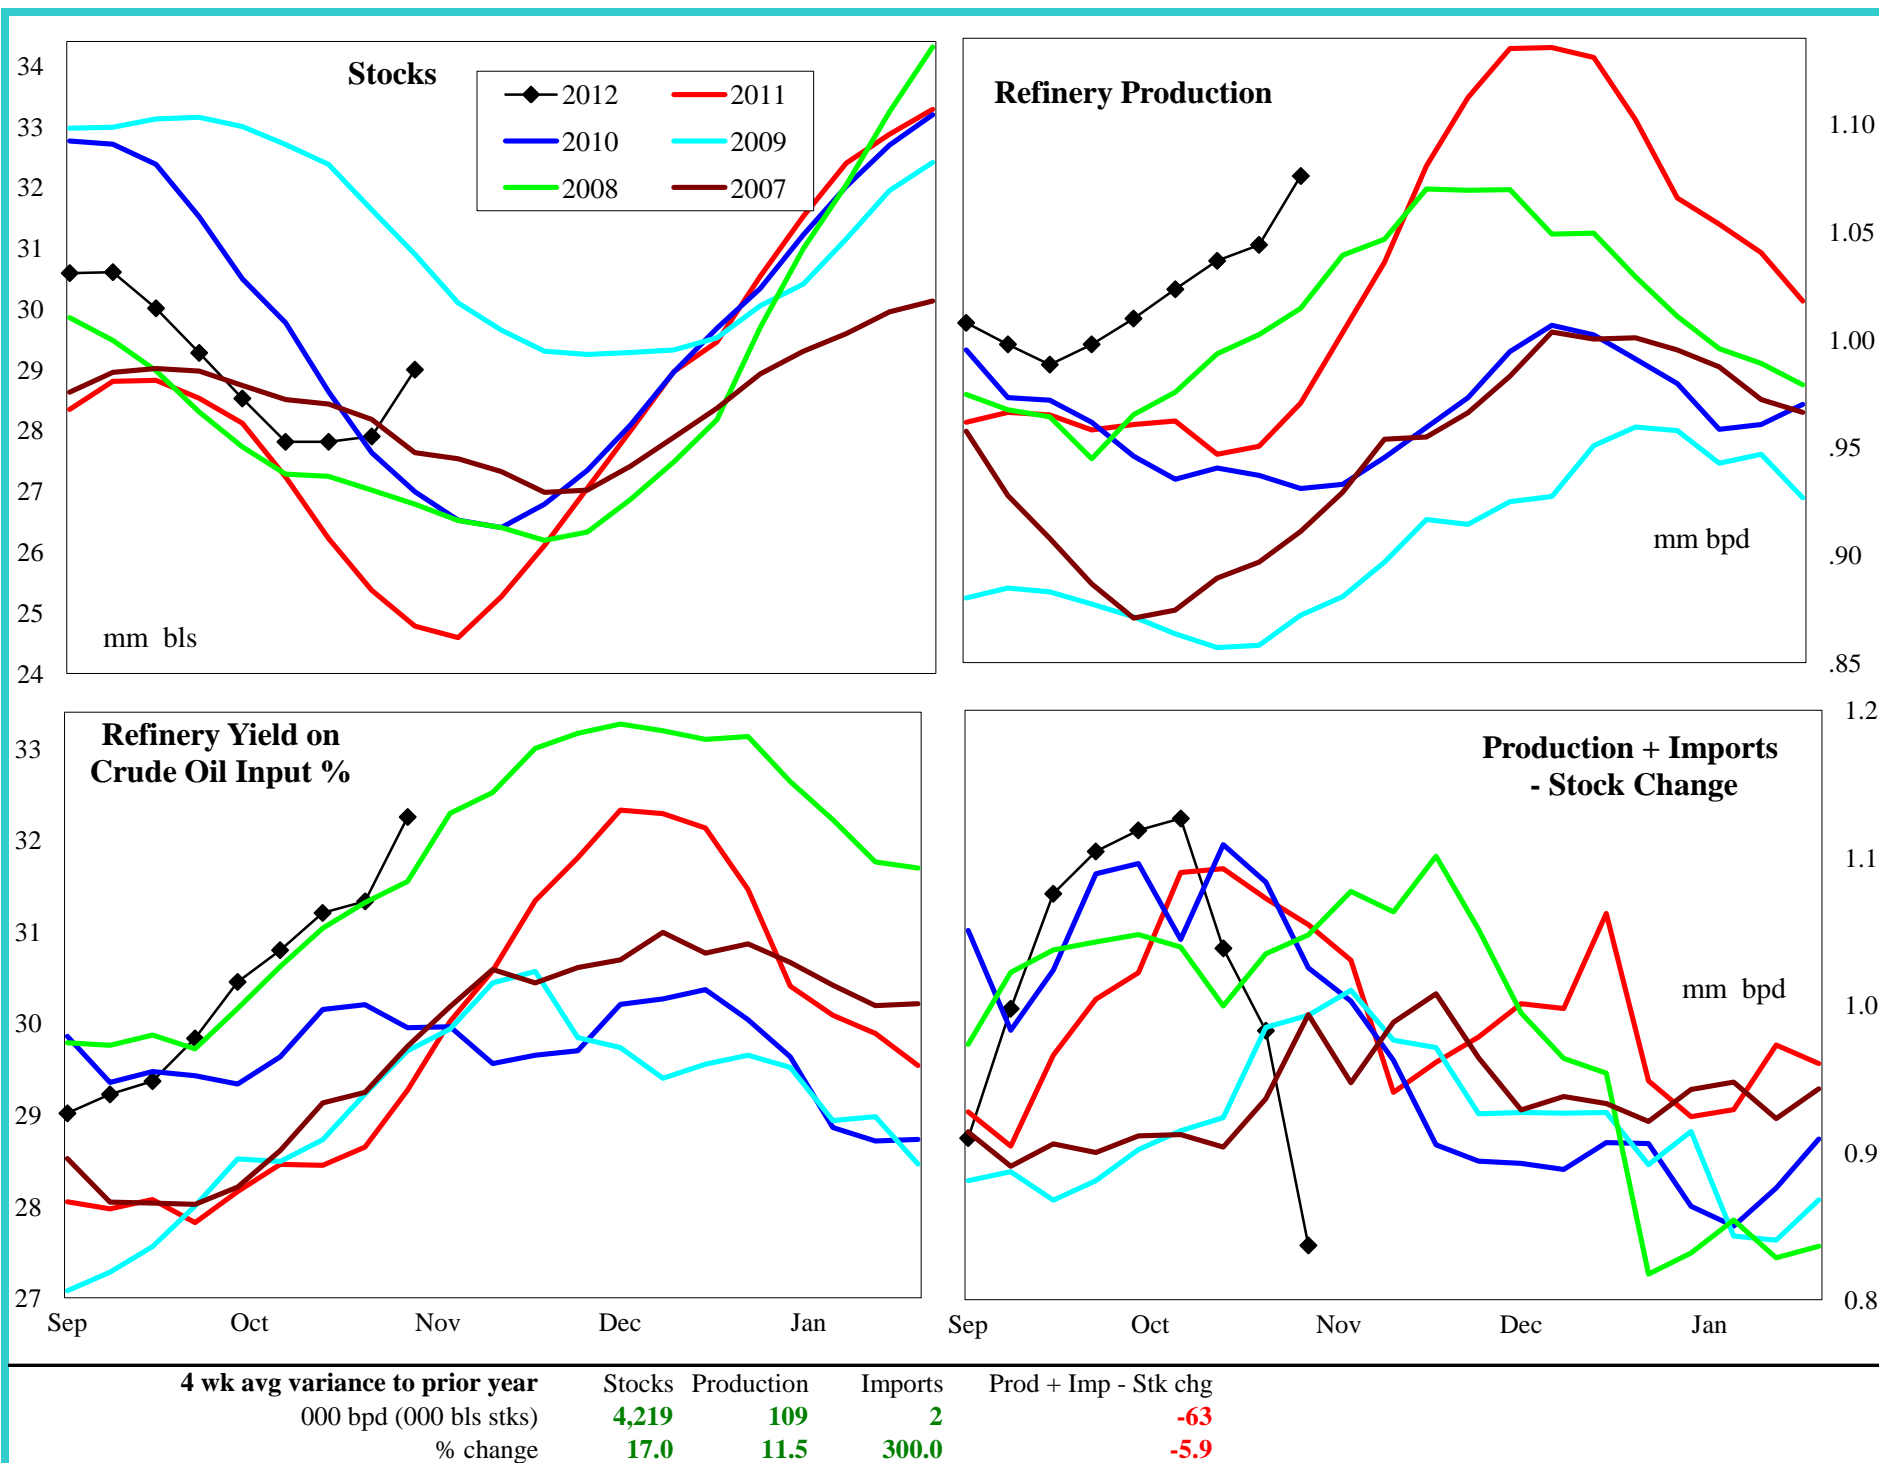 Stocks
2012
2011
2010
2009
2008
2007
34
33
32
31
30
29
28
27
26
25
24
mm bls
Refinery Production
1.10
1.05
1.00
.95
.90
.85
mm bpd
Refinery Yield on
Crude Oil Input %
33
32
31
30
29
28
27
Sep Oct Nov Dec Jan
Production + Imports
- Stock Change
1.2
1.1
1.0
0.9
0.8
mm bpd
Sep Oct Nov Dec Jan
4 wk avg variance to prior year Stocks Production Imports Prod + Imp - Stk chg
000 bpd (000 bls stks) 4,219 109 2 -63
% change 17.0 11.5 300.0 -5.9